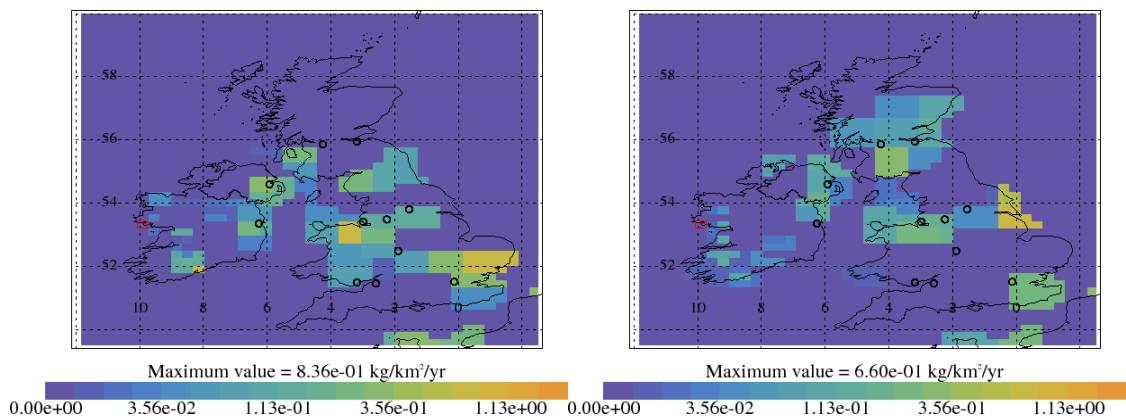 58 58
56 56
54 54
53 53
52 52
10 8 6 4 2 0 10 8 6 4 2 0
Maximum value = 8.36e-01 kg/km²/yr Maximum value = 6.60e-01 kg/km²/yr
0.00e+00 3.56e-02 1.13e-01 3.56e-01 1.13e+00 0.00e+00 3.56e-02 1.13e-01 3.56e-01 1.13e+00